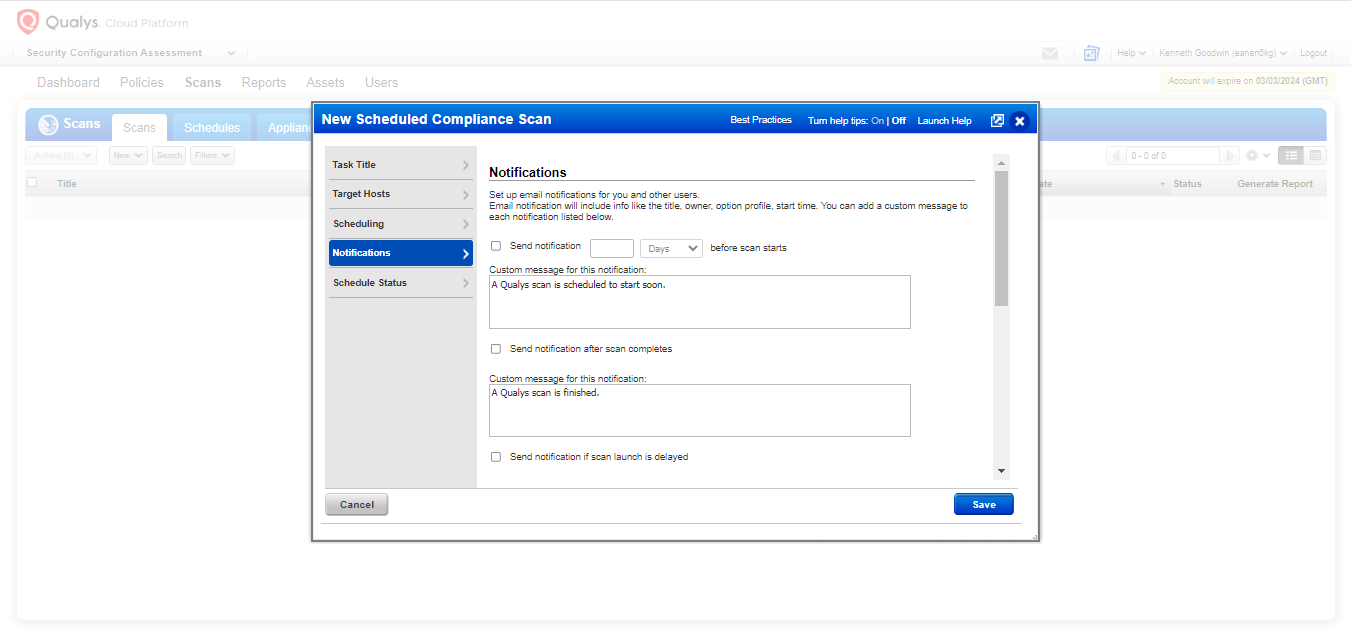 Qualys. Cloud Platform
Security Configuration Assessment
Help
Kenneth Goodwin (eanen6kg)
Logout
Dashboard
Policies
Scans
Reports
Assets
Users
Account will expire on 03/03/2024 (GMT)
Scans
Scans
Schedules
Actions (0)
New
Search
Filters
0 - 0 of 0
Title
Status
Generate Report
New Scheduled Compliance Scan
Best Practices
Turn help tips: On | Off
Launch Help
Task Title
Target Hosts
Scheduling
Notifications
Schedule Status
Notifications
Set up email notifications for you and other users.
Email notification will include info like the title, owner, option profile, start time. You can add a custom message to
each notification listed below.
Send notification Days before scan starts
Custom message for this notification:
A Qualys scan is scheduled to start soon.
Send notification after scan completes
Custom message for this notification:
A Qualys scan is finished.
Send notification if scan launch is delayed
Cancel
Save